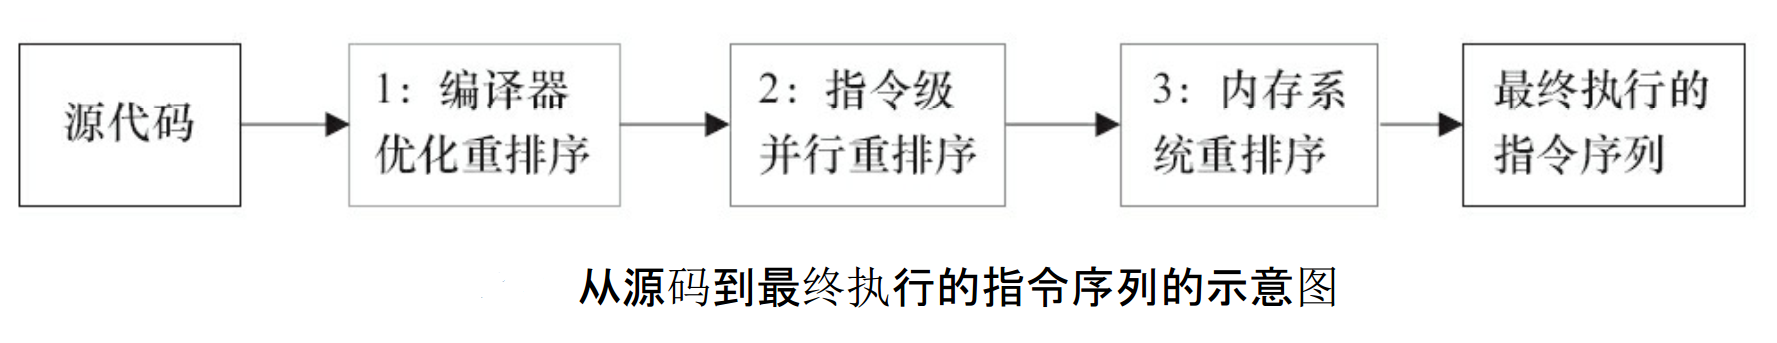 源代码
1：编译器
优化重排序
2：指令级
并行重排序
3：内存系
统重排序
最终执行的
指令序列
从源码到最终执行的指令序列的示意图